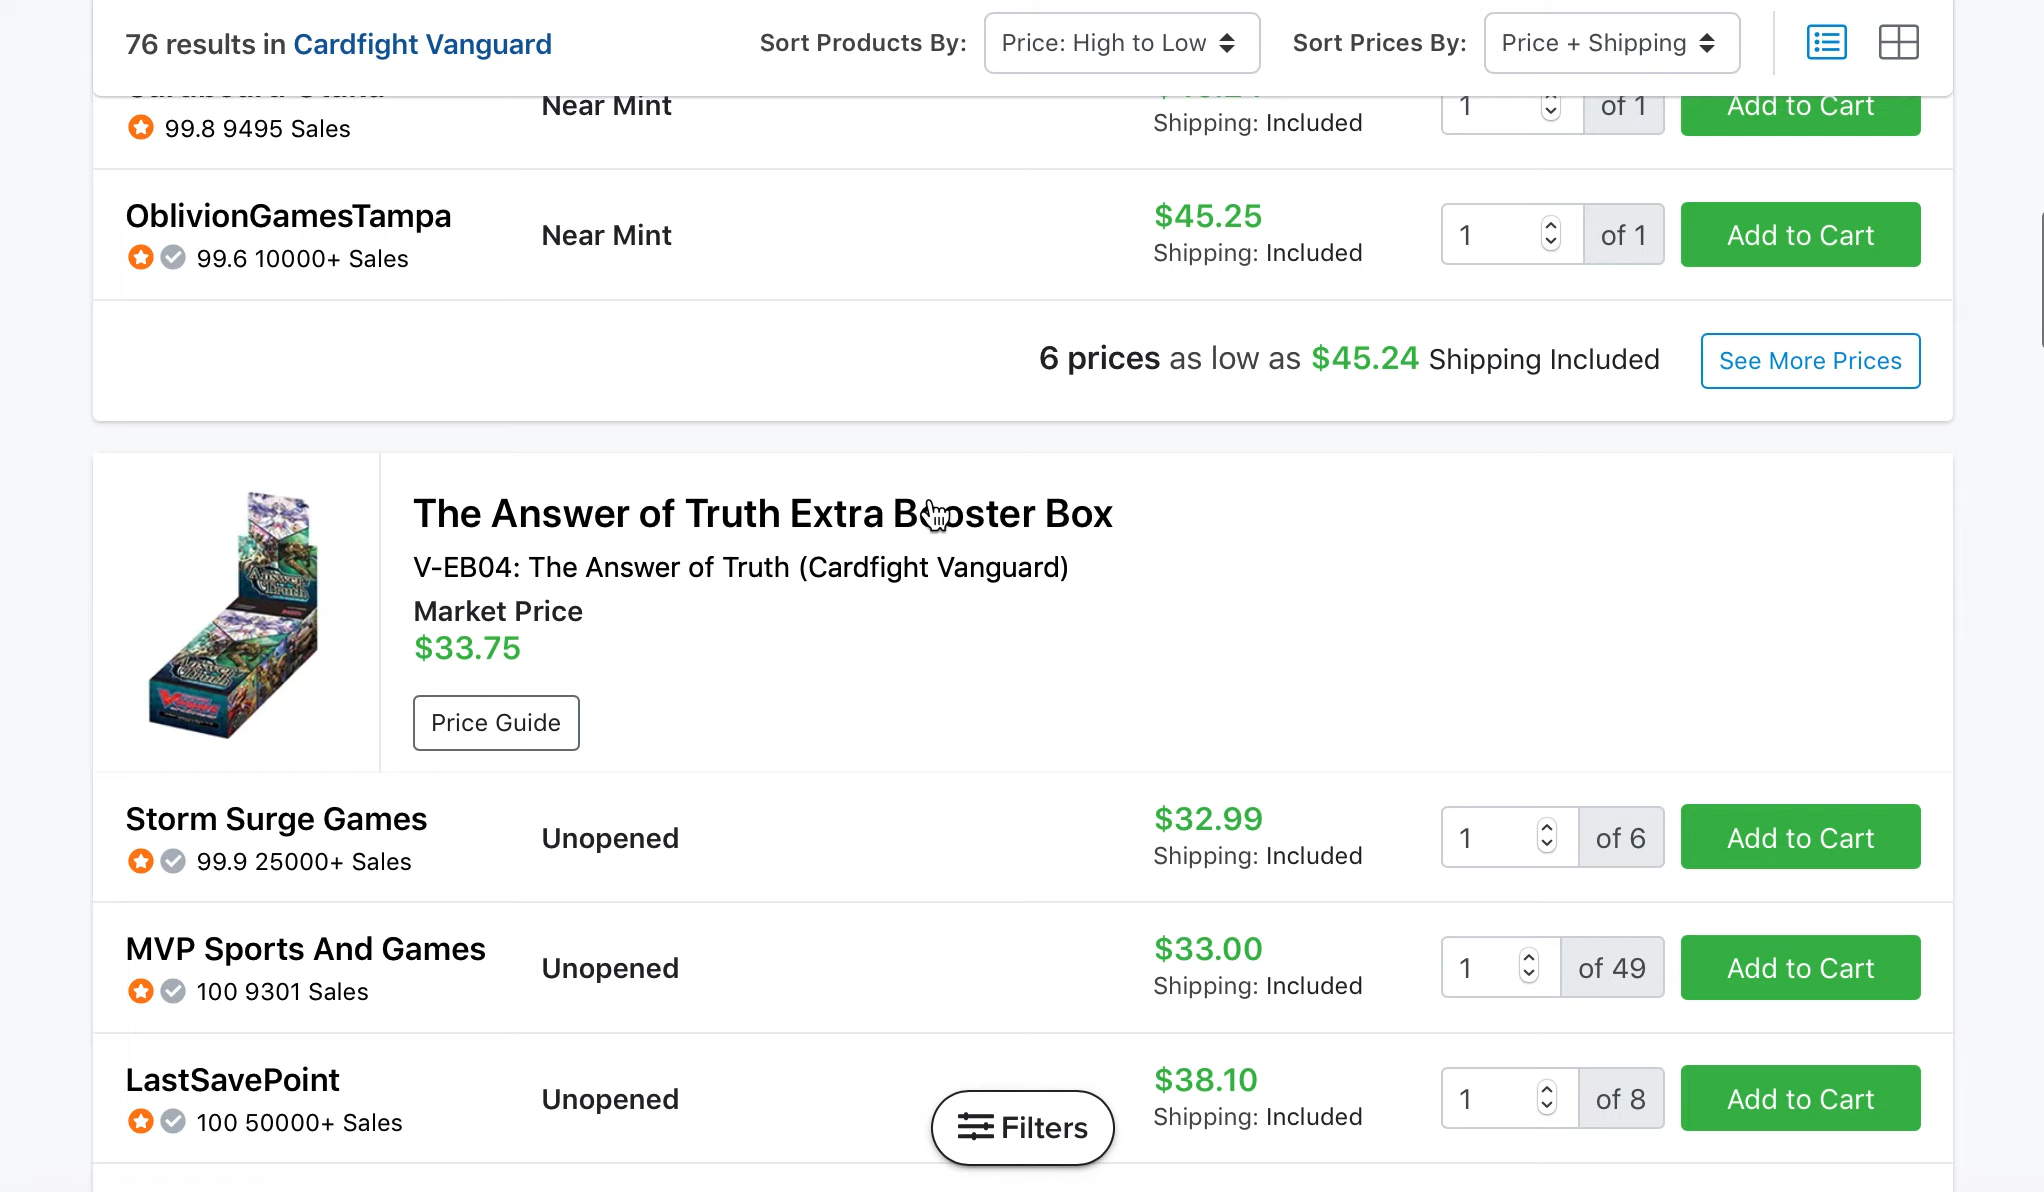 76 results in Cardfight Vanguard
Sort Products By:
Price: High to Low
Sort Prices By:
Price + Shipping
99.8 9495 Sales
Near Mint
Shipping: Included
1
of 1
Add to Cart
OblivionGamesTampa
99.6 10000+ Sales
Near Mint
$45.25
Shipping: Included
1
of 1
Add to Cart
6 prices as low as $45.24 Shipping Included
See More Prices
The Answer of Truth Extra Booster Box
V-EB04: The Answer of Truth (Cardfight Vanguard)
Market Price
$33.75
Price Guide
Storm Surge Games
99.9 25000+ Sales
Unopened
$32.99
Shipping: Included
1
of 6
Add to Cart
MVP Sports And Games
100 9301 Sales
Unopened
$33.00
Shipping: Included
1
of 49
Add to Cart
LastSavePoint
100 50000+ Sales
Unopened
$38.10
Shipping: Included
1
of 8
Add to Cart
Filters